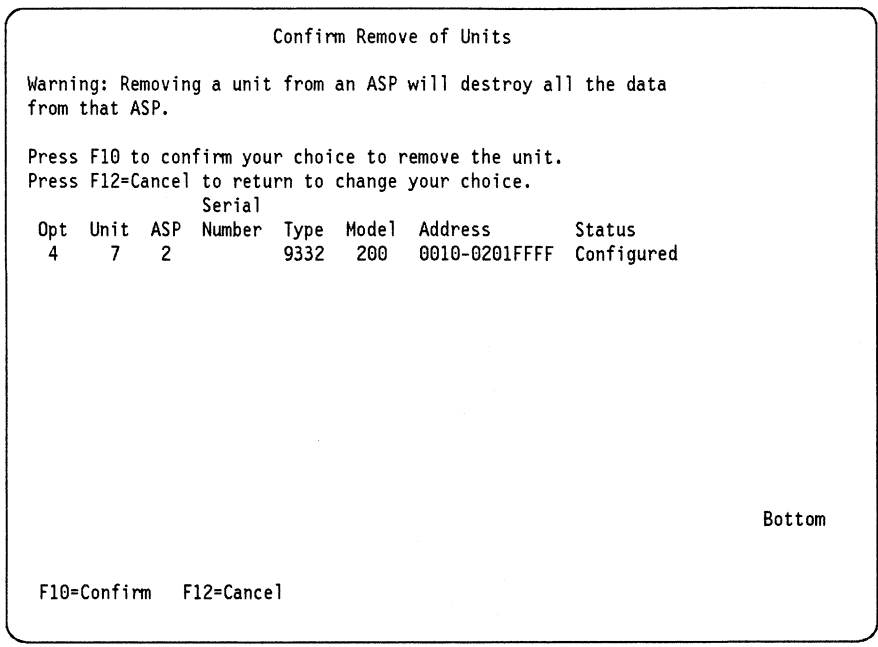 Confirm Remove of Units
Warning: Removing a unit from an ASP will destroy all the data
from that ASP.
Press F10 to confirm your choice to remove the unit.
Press F12=Cancel to return to change your choice.
Serial
Opt Unit ASP Number Type Model Address Status
4 7 2 9332 200 0010-0201FFFF Configured
Bottom
F10=Confirm F12=Cancel